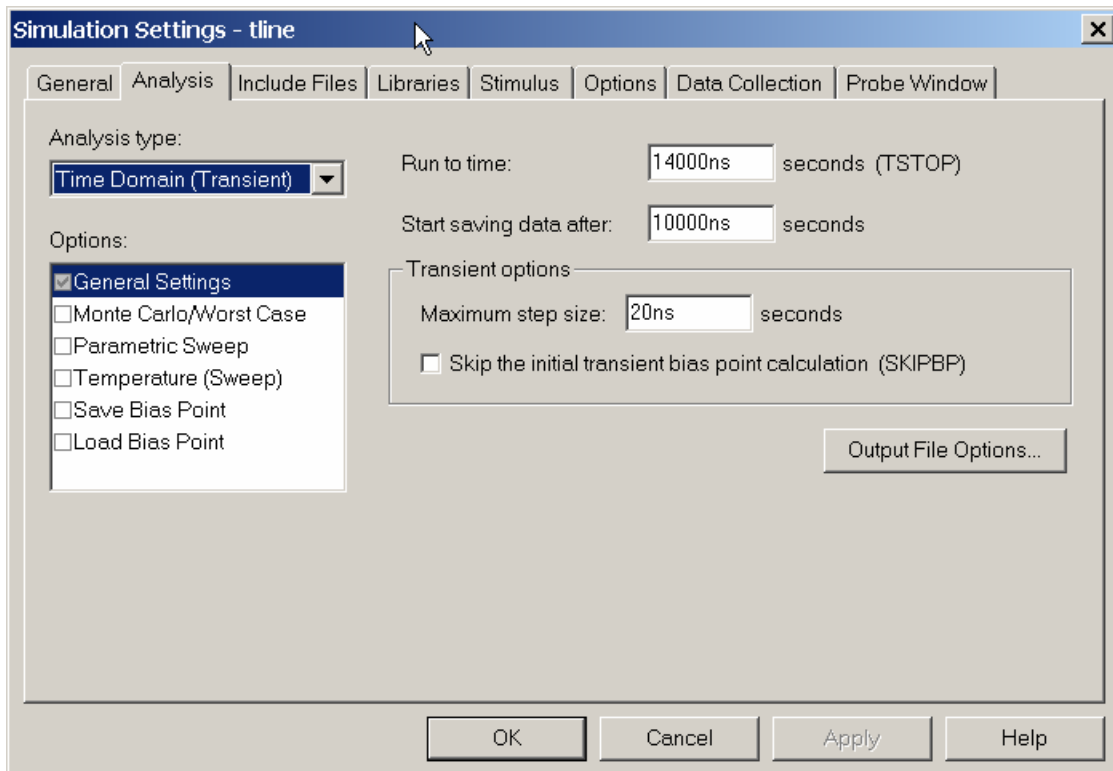 Simulation Settings - tline
General Analysis Include Files Libraries Stimulus Options Data Collection Probe Window
Analysis type:
Time Domain (Transient)
Options:
General Settings
Monte Carlo/Worst Case
Parametric Sweep
Temperature (Sweep)
Save Bias Point
Load Bias Point
Run to time: 14000ns seconds (TSTOP)
Start saving data after: 10000ns seconds
Transient options
Maximum step size: 20ns seconds
Skip the initial transient bias point calculation (SKIPBP)
Output File Options...
OK Cancel Apply Help